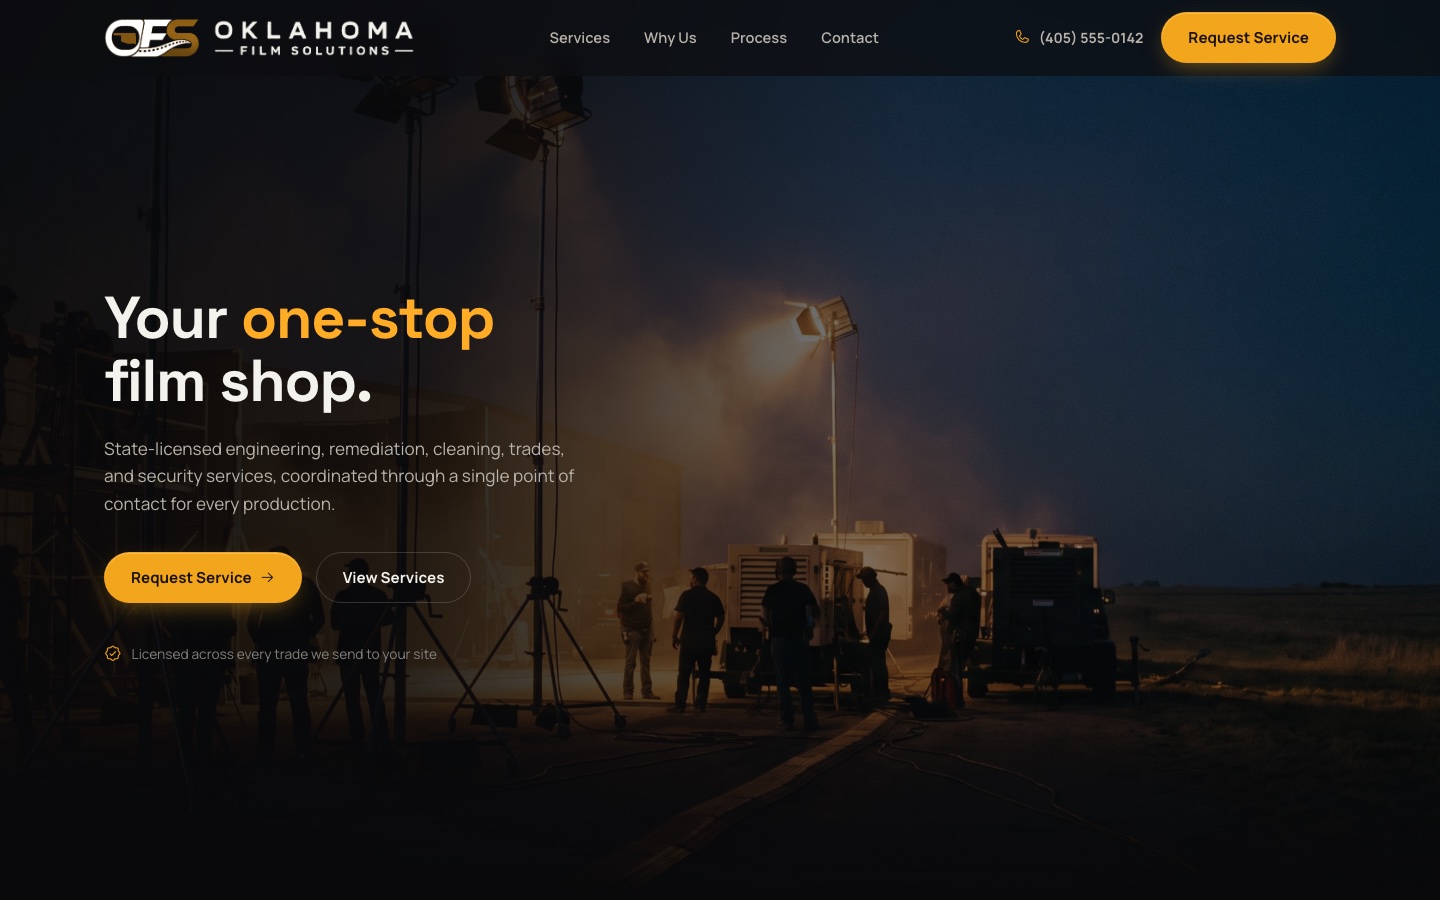 OFS OKLAHOMA
FILM SOLUTIONS
Services
Why Us
Process
Contact
(405) 555-0142
Request Service
Your one-stop
film shop.
State-licensed engineering, remediation, cleaning, trades,
and security services, coordinated through a single point of
contact for every production.
Request Service
View Services
Licensed across every trade we send to your site